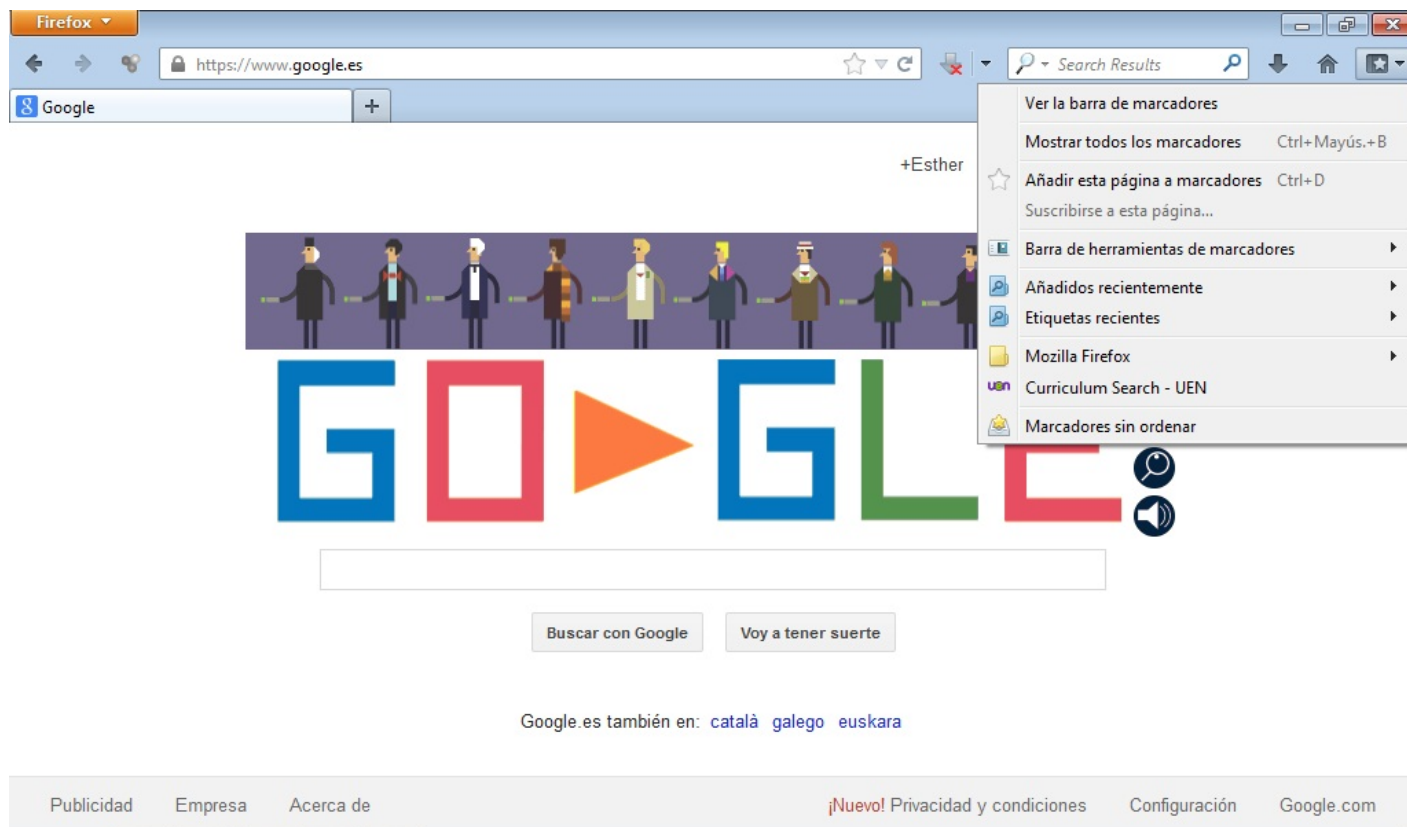 Firefox
https://www.google.es
Search Results
Google
Ver la barra de marcadores
Mostrar todos los marcadores Ctrl+Mayús.+B
Añadir esta página a marcadores Ctrl+D
Suscribirse a esta página...
Barra de herramientas de marcadores
Añadidos recientemente
Etiquetas recientes
Mozilla Firefox
uen Curriculum Search - UEN
Marcadores sin ordenar
+Esther
GO GLE
Buscar con Google Voy a tener suerte
Google.es también en: català galego euskara
Publicidad Empresa Acerca de ¡Nuevo! Privacidad y condiciones Configuración Google.com